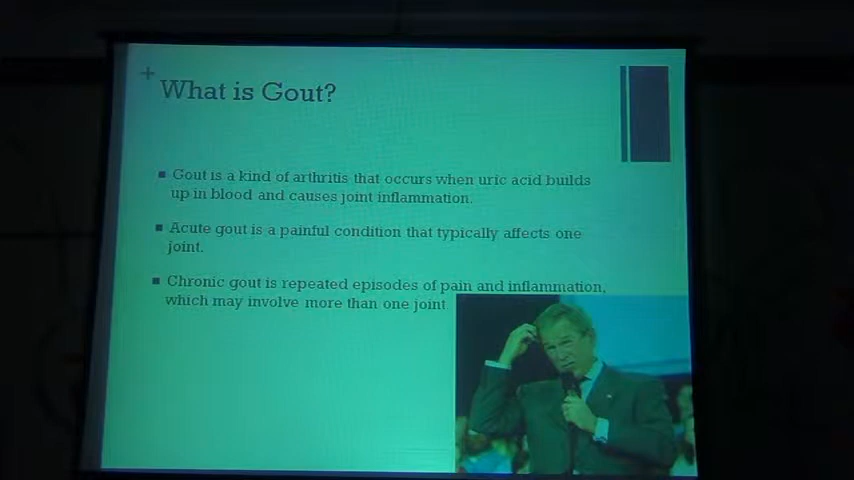 +
What is Gout?
Gout is a kind of arthritis that occurs when uric acid builds
up in blood and causes joint inflammation.
Acute gout is a painful condition that typically affects one
joint.
Chronic gout is repeated episodes of pain and inflammation,
which may involve more than one joint